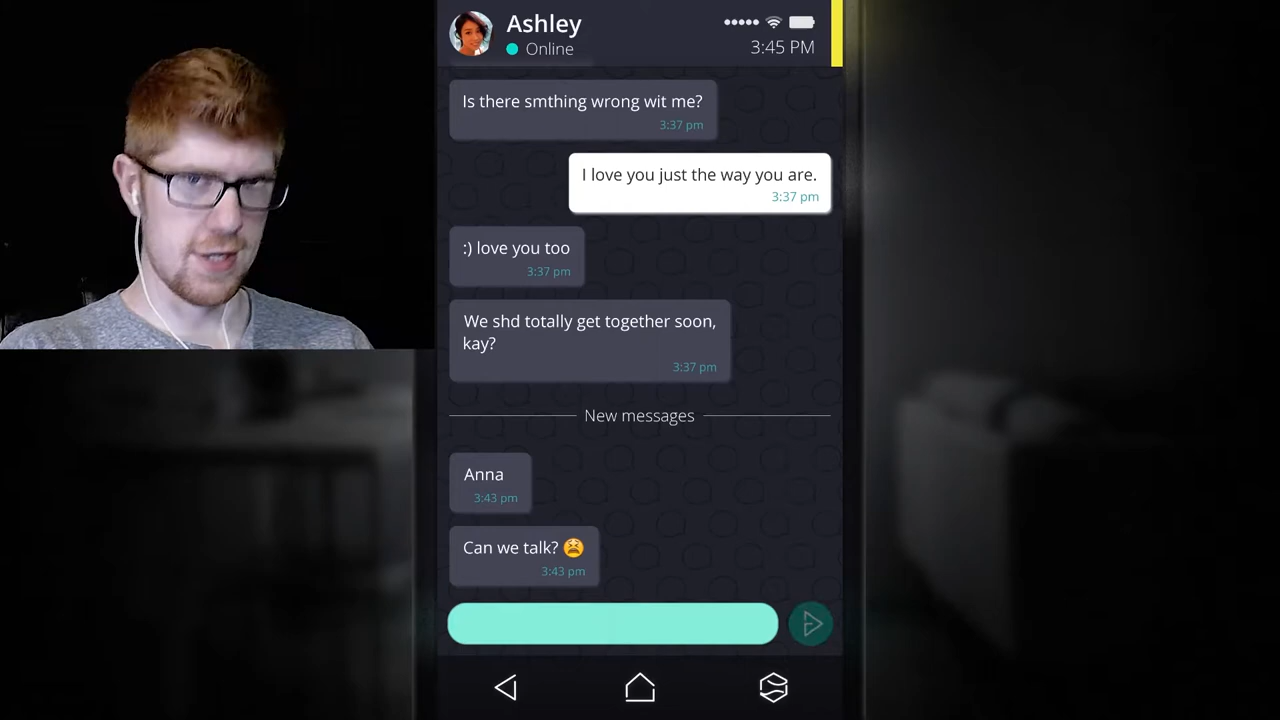 Ashley
Online
3:45 PM
Is there smthing wrong wit me?
3:37 pm
I love you just the way you are.
3:37 pm
:) love you too
3:37 pm
We shd totally get together soon,
kay?
3:37 pm
New messages
Anna
3:43 pm
Can we talk? 😫
3:43 pm